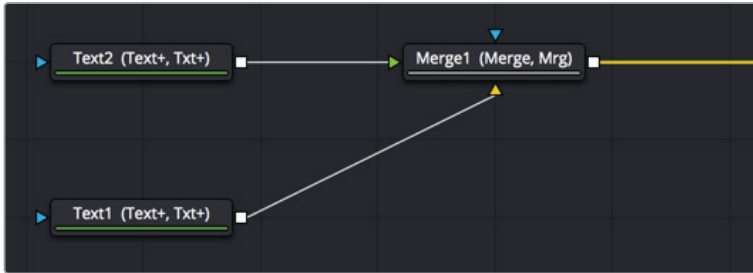 Text2 (Text+, Txt+)
Merge1 (Merge, Mrg)
Text1 (Text+, Txt+)